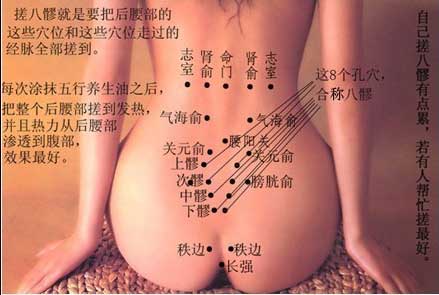 搓八髎就是要把后腰部的
这些穴位和这些穴位走过的
经脉全部搓到。
每次涂抹五行养生油之后，
把整个后腰部搓到发热，
并且热力从后腰部
渗透到腹部，
效果最好。
志室 肾俞 命门 肾俞 志室
这8个孔穴，
合称八髎
气海俞 气海俞
腰阳关
关元俞 关元俞
上髎
次髎 膀胱俞
中髎
下髎
秩边 秩边
长强
自己搓八髎有点累，若有人帮忙搓最好。